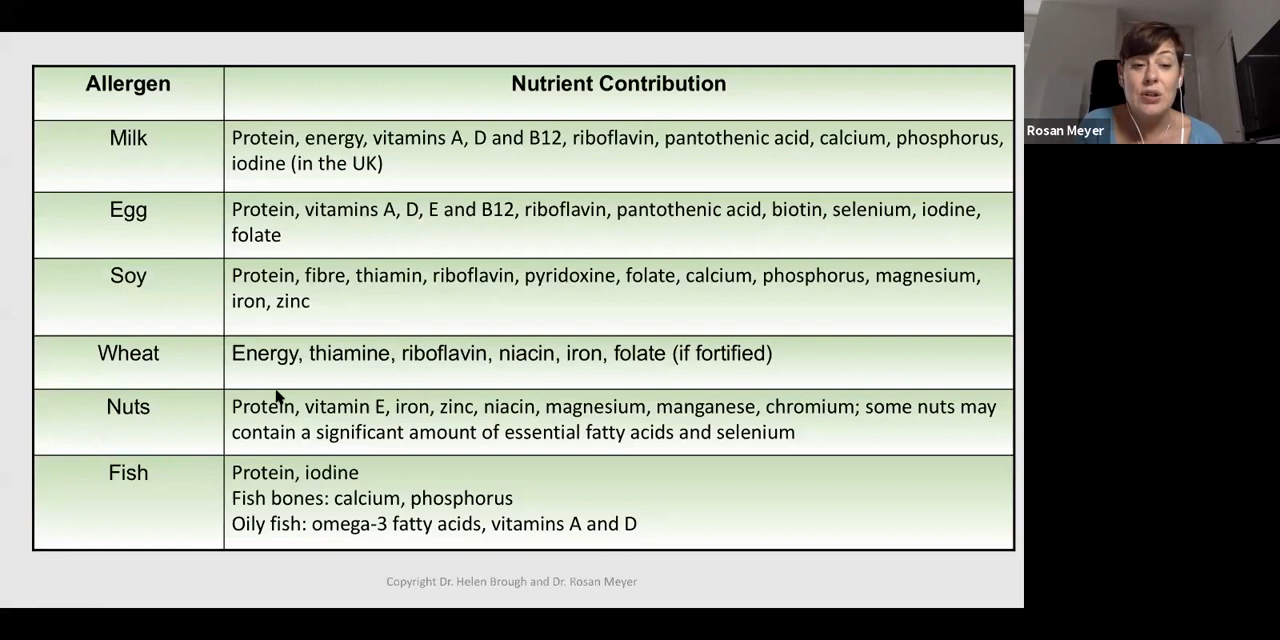 Allergen
Nutrient Contribution
Milk
Protein, energy, vitamins A, D and B12, riboflavin, pantothenic acid, calcium, phosphorus,
iodine (in the UK)
Egg
Protein, vitamins A, D, E and B12, riboflavin, pantothenic acid, biotin, selenium, iodine,
folate
Soy
Protein, fibre, thiamin, riboflavin, pyridoxine, folate, calcium, phosphorus, magnesium,
iron, zinc
Wheat
Energy, thiamine, riboflavin, niacin, iron, folate (if fortified)
Nuts
Protein, vitamin E, iron, zinc, niacin, magnesium, manganese, chromium; some nuts may
contain a significant amount of essential fatty acids and selenium
Fish
Protein, iodine
Fish bones: calcium, phosphorus
Oily fish: omega-3 fatty acids, vitamins A and D
Copyright Dr. Helen Brough and Dr. Rosan Meyer
Rosan Meyer